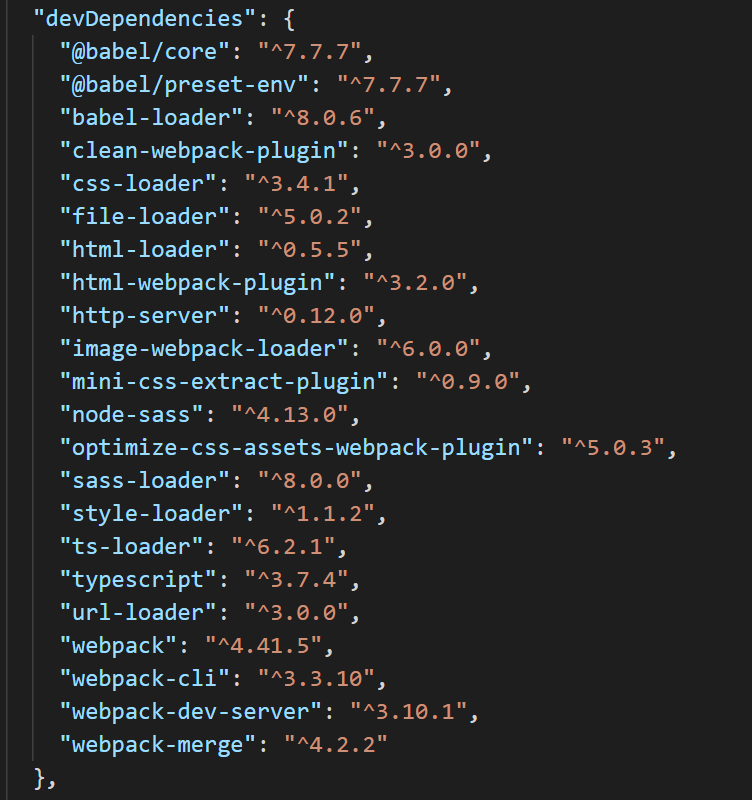 "devDependencies": {
"@babel/core": "^7.7.7",
"@babel/preset-env": "^7.7.7",
"babel-loader": "^8.0.6",
"clean-webpack-plugin": "^3.0.0",
"css-loader": "^3.4.1",
"file-loader": "^5.0.2",
"html-loader": "^0.5.5",
"html-webpack-plugin": "^3.2.0",
"http-server": "^0.12.0",
"image-webpack-loader": "^6.0.0",
"mini-css-extract-plugin": "^0.9.0",
"node-sass": "^4.13.0",
"optimize-css-assets-webpack-plugin": "^5.0.3",
"sass-loader": "^8.0.0",
"style-loader": "^1.1.2",
"ts-loader": "^6.2.1",
"typescript": "^3.7.4",
"url-loader": "^3.0.0",
"webpack": "^4.41.5",
"webpack-cli": "^3.3.10",
"webpack-dev-server": "^3.10.1",
"webpack-merge": "^4.2.2"
},